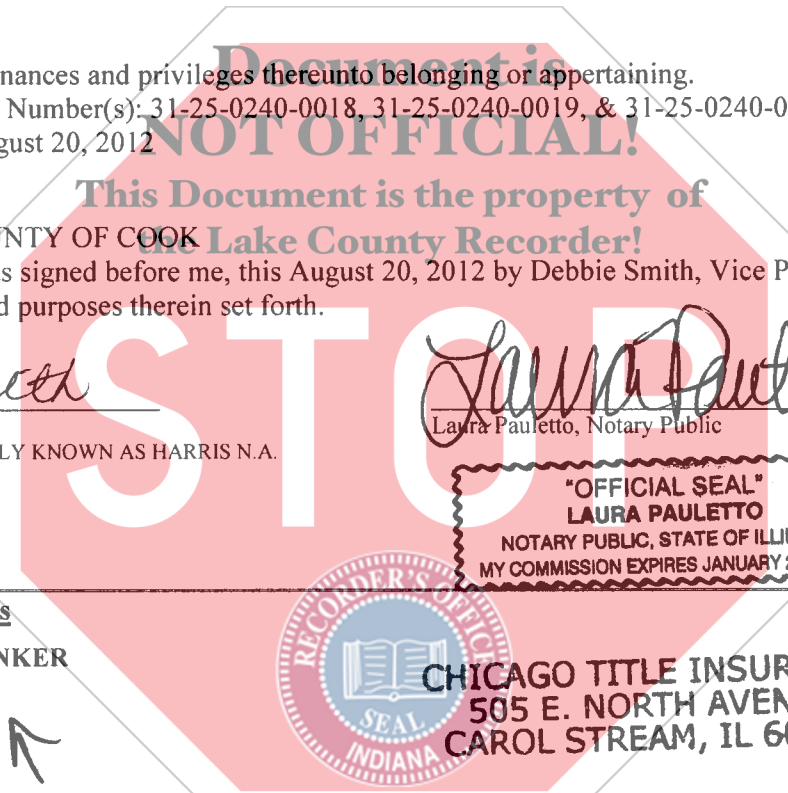 Document is
nances and privileges thereunto belonging or appertaining.
Number(s): 31-25-0240-0018, 31-25-0240-0019, & 31-25-0240-0
gust 20, 2012
NOT OFFICIAL!
This Document is the property of
the Lake County Recorder!
NTY OF COOK
s signed before me, this August 20, 2012 by Debbie Smith, Vice P
d purposes therein set forth.
STOP
Laura Paulett
Laura Pauletto, Notary Public
LY KNOWN AS HARRIS N.A.
"OFFICIAL SEAL"
LAURA PAULETTO
NOTARY PUBLIC, STATE OF ILLI
MY COMMISSION EXPIRES JANUARY 2
s
NKER
RECORDER'S OFFICE
SEAL
INDIANA
CHICAGO TITLE INSUR
505 E. NORTH AVEN
CAROL STREAM, IL 60